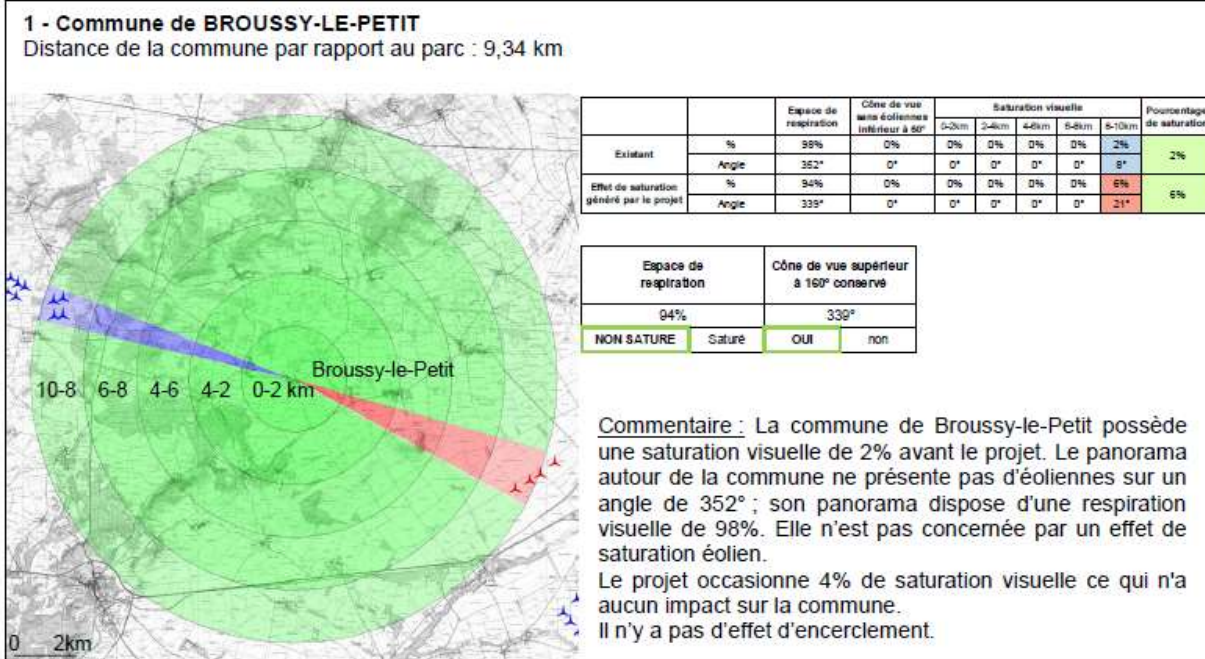 1 - Commune de BROUSSY-LE-PETIT
Distance de la commune par rapport au parc : 9,34 km
Espace de respiration
Cône de vue sans éoliennes inférieur à 60°
Saturation visuelle
Pourcentage de saturation
0-2km 2-4km 4-6km 6-8km 8-10km
Existant % 98% 0% 0% 0% 0% 0% 2% 2%
Angle 352° 0° 0° 0° 0° 0° 8°
Effet de saturation généré par le projet % 94% 0% 0% 0% 0% 0% 6% 6%
Angle 339° 0° 0° 0° 0° 0° 21°
Espace de respiration
Cône de vue supérieur à 160° conservé
94% 339°
NON SATURE Saturé OUI non
Broussy-le-Petit
10-8 6-8 4-6 4-2 0-2 km
0 2km
Commentaire : La commune de Broussy-le-Petit possède
une saturation visuelle de 2% avant le projet. Le panorama
autour de la commune ne présente pas d'éoliennes sur un
angle de 352° ; son panorama dispose d'une respiration
visuelle de 98%. Elle n'est pas concernée par un effet de
saturation éolien.
Le projet occasionne 4% de saturation visuelle ce qui n'a
aucun impact sur la commune.
Il n'y a pas d'effet d'encerclement.